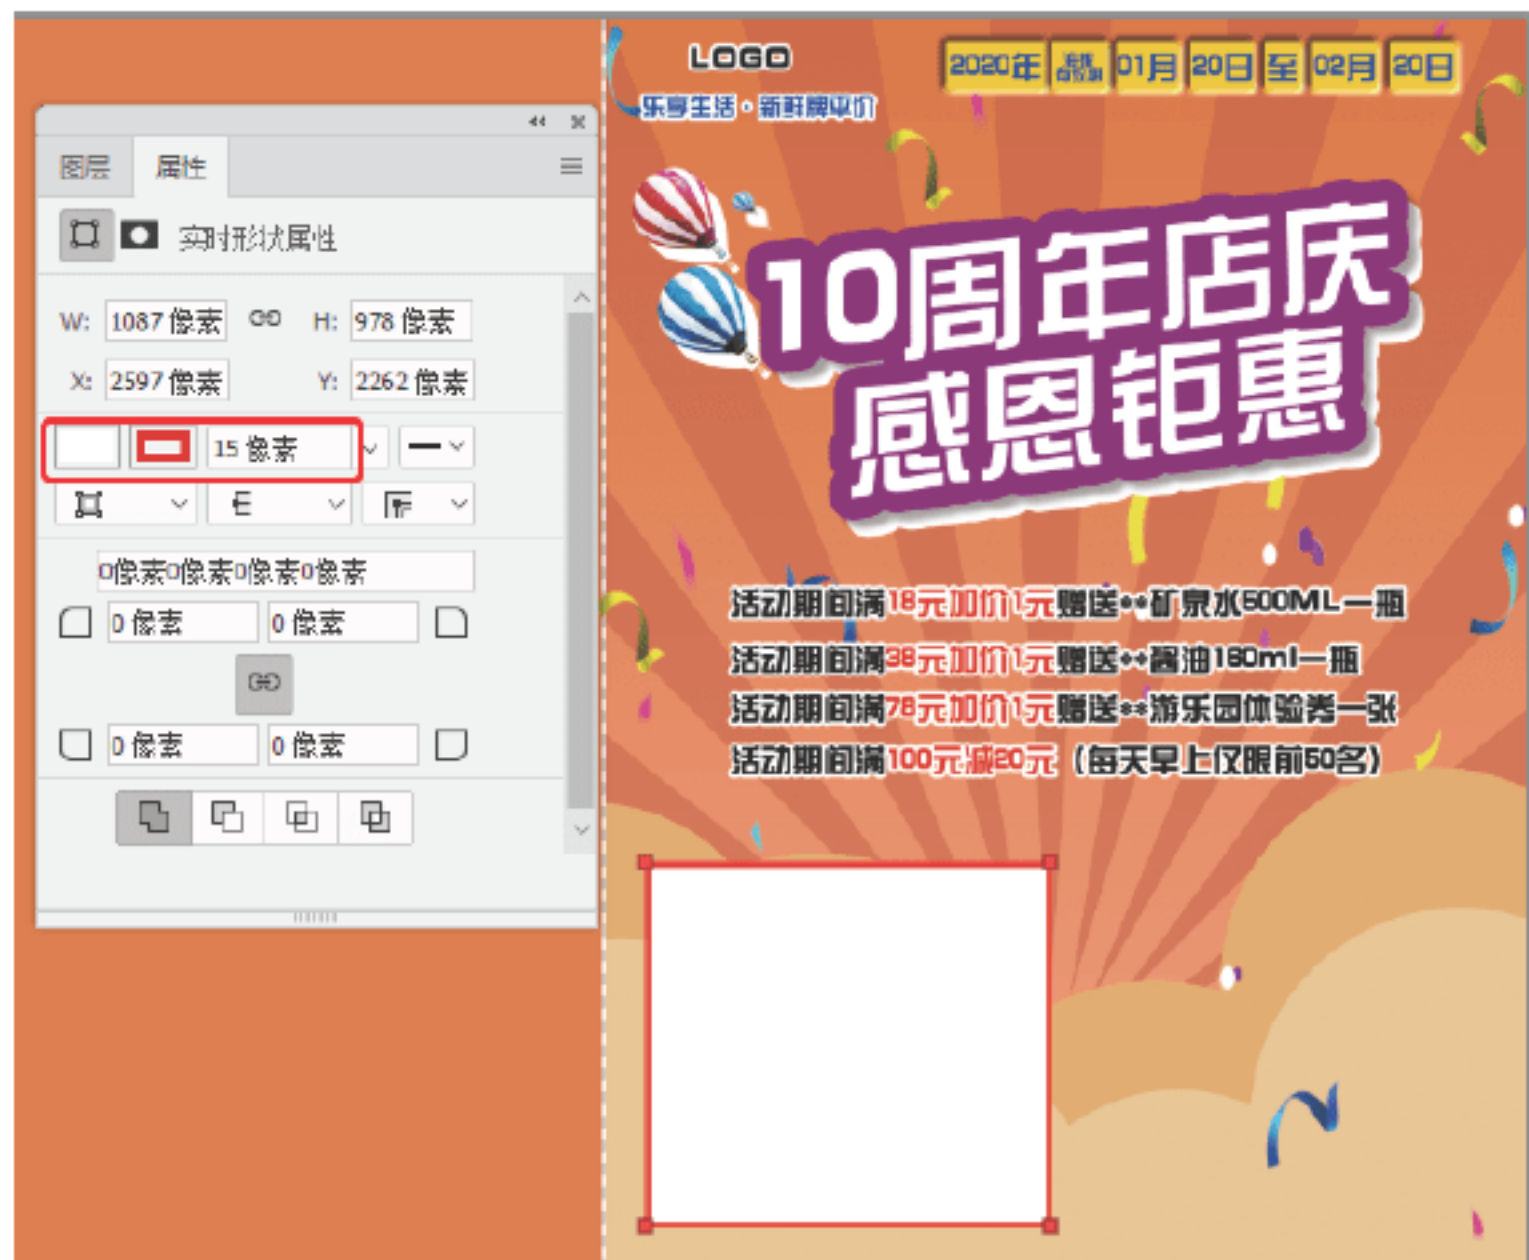 图层 属性
实时形状属性
W: 1087 像素 H: 978 像素
X: 2597 像素 Y: 2262 像素
15 像素
0像素0像素0像素0像素
0 像素 0 像素
0 像素 0 像素
LOGO
乐享生活·新鲜牌平价
2020年 01月 20日 至 02月 20日
10周年店庆
感恩钜惠
活动期间满18元加价1元赠送**矿泉水500ML一瓶
活动期间满38元加价1元赠送**酱油160ml一瓶
活动期间满78元加价1元赠送**游乐园体验券一张
活动期间满100元减20元（每天早上仅限前50名）